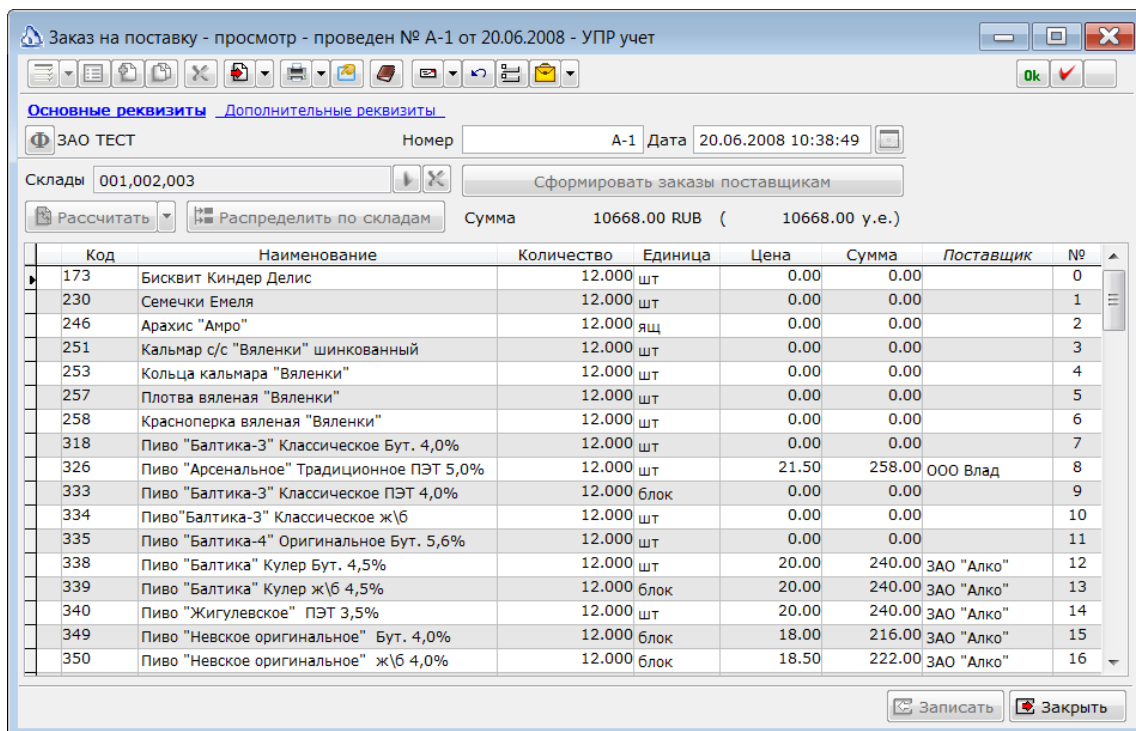 Заказ на поставку - просмотр - проведен № А-1 от 20.06.2008 - УПР учет
Ok
Основные реквизиты Дополнительные реквизиты
Ф ЗАО ТЕСТ Номер А-1 Дата 20.06.2008 10:38:49
Склады 001,002,003 Сформировать заказы поставщикам
Рассчитать Распределить по складам Сумма 10668.00 RUB ( 10668.00 у.е.)
Код Наименование Количество Единица Цена Сумма Поставщик №
173 Бисквит Киндер Делис 12.000 шт 0.00 0.00 0
230 Семечки Емеля 12.000 шт 0.00 0.00 1
246 Арахис "Амро" 12.000 ящ 0.00 0.00 2
251 Кальмар с/с "Вяленки" шинкованный 12.000 шт 0.00 0.00 3
253 Кольца кальмара "Вяленки" 12.000 шт 0.00 0.00 4
257 Плотва вяленая "Вяленки" 12.000 шт 0.00 0.00 5
258 Красноперка вяленая "Вяленки" 12.000 шт 0.00 0.00 6
318 Пиво "Балтика-3" Классическое Бут. 4,0% 12.000 шт 0.00 0.00 7
326 Пиво "Арсенальное" Традиционное ПЭТ 5,0% 12.000 шт 21.50 258.00 ООО Влад 8
333 Пиво "Балтика-3" Классическое ПЭТ 4,0% 12.000 блок 0.00 0.00 9
334 Пиво"Балтика-3" Классическое ж\б 12.000 шт 0.00 0.00 10
335 Пиво "Балтика-4" Оригинальное Бут. 5,6% 12.000 шт 0.00 0.00 11
338 Пиво "Балтика" Кулер Бут. 4,5% 12.000 шт 20.00 240.00 ЗАО "Алко" 12
339 Пиво "Балтика" Кулер ж\б 4,5% 12.000 блок 20.00 240.00 ЗАО "Алко" 13
340 Пиво "Жигулевское" ПЭТ 3,5% 12.000 шт 20.00 240.00 ЗАО "Алко" 14
349 Пиво "Невское оригинальное" Бут. 4,0% 12.000 блок 18.00 216.00 ЗАО "Алко" 15
350 Пиво "Невское оригинальное" ж\б 4,0% 12.000 блок 18.50 222.00 ЗАО "Алко" 16
Записать Закрыть